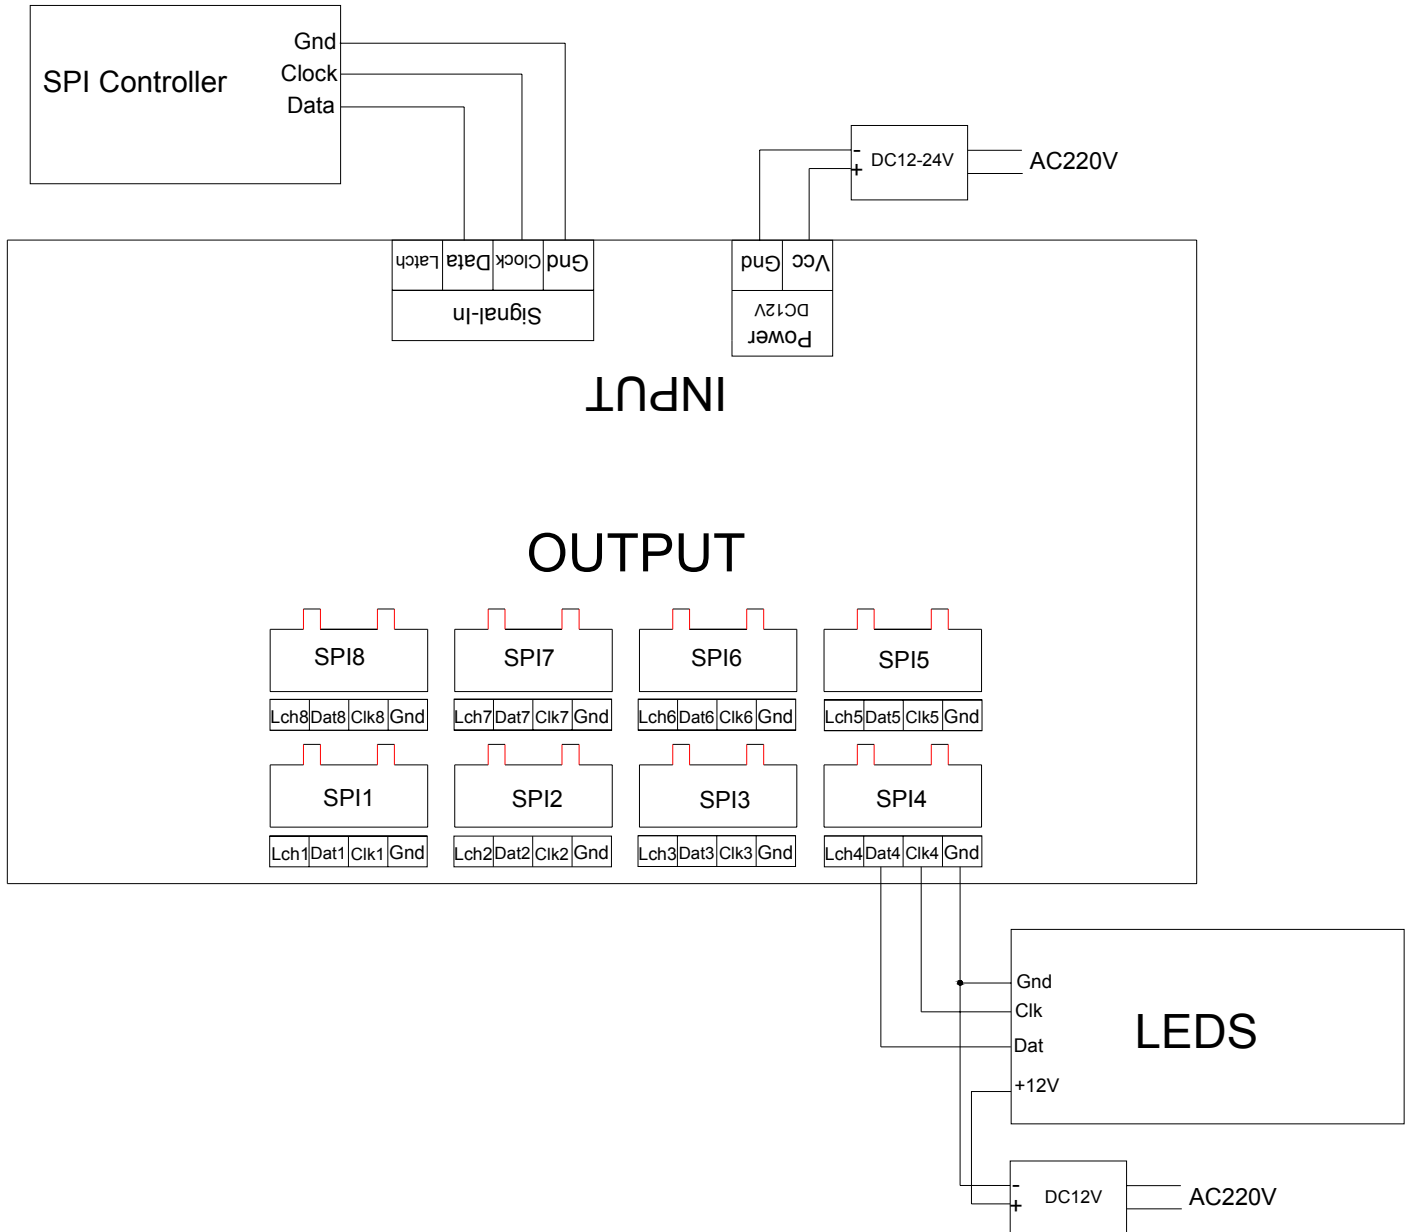 Gnd
SPI Controller
Clock
Data
- DC12-24V
+
AC220V
Latch Data Clock Gnd
Signal-In
Gnd Vcc
DC12V
Power
INPUT
OUTPUT
SPI8 SPI7 SPI6 SPI5
Lch8 Dat8 Clk8 Gnd Lch7 Dat7 Clk7 Gnd Lch6 Dat6 Clk6 Gnd Lch5 Dat5 Clk5 Gnd
SPI1 SPI2 SPI3 SPI4
Lch1 Dat1 Clk1 Gnd Lch2 Dat2 Clk2 Gnd Lch3 Dat3 Clk3 Gnd Lch4 Dat4 Clk4 Gnd
Gnd
Clk
LEDS
Dat
+12V
- DC12V
+
AC220V